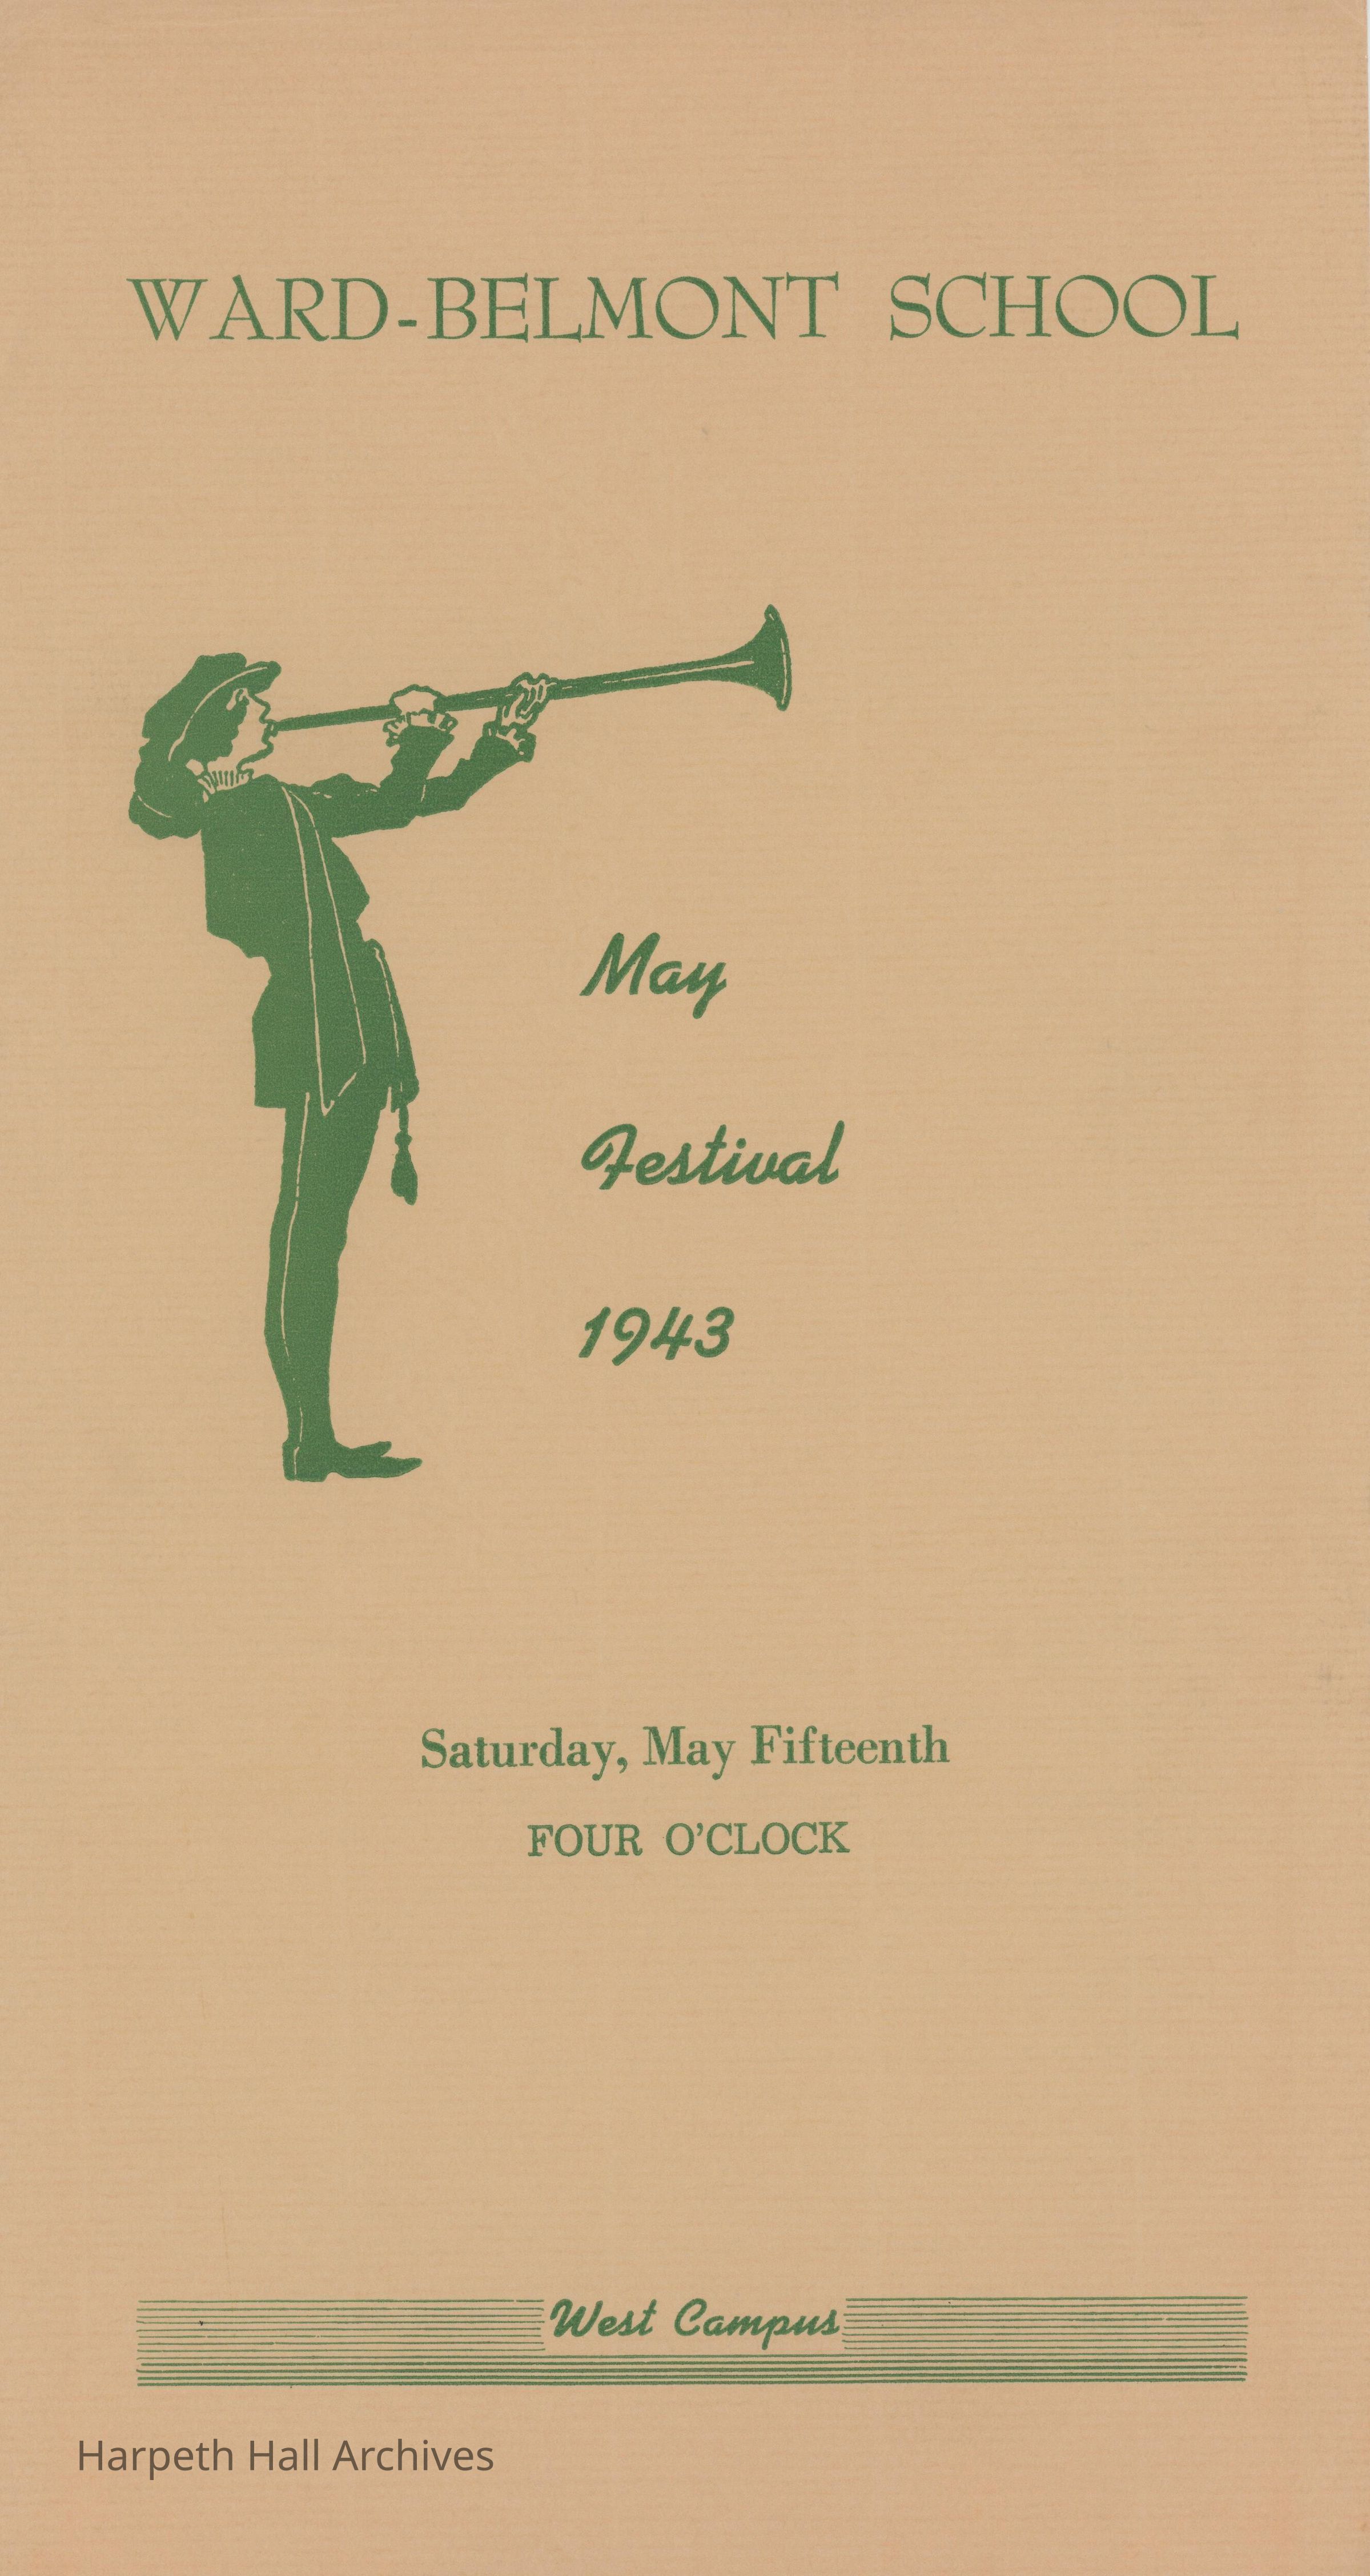 WARD-BELMONT SCHOOL
May
Festival
1943
Saturday, May Fifteenth
FOUR O'CLOCK
West Campus
Harpeth Hall Archives